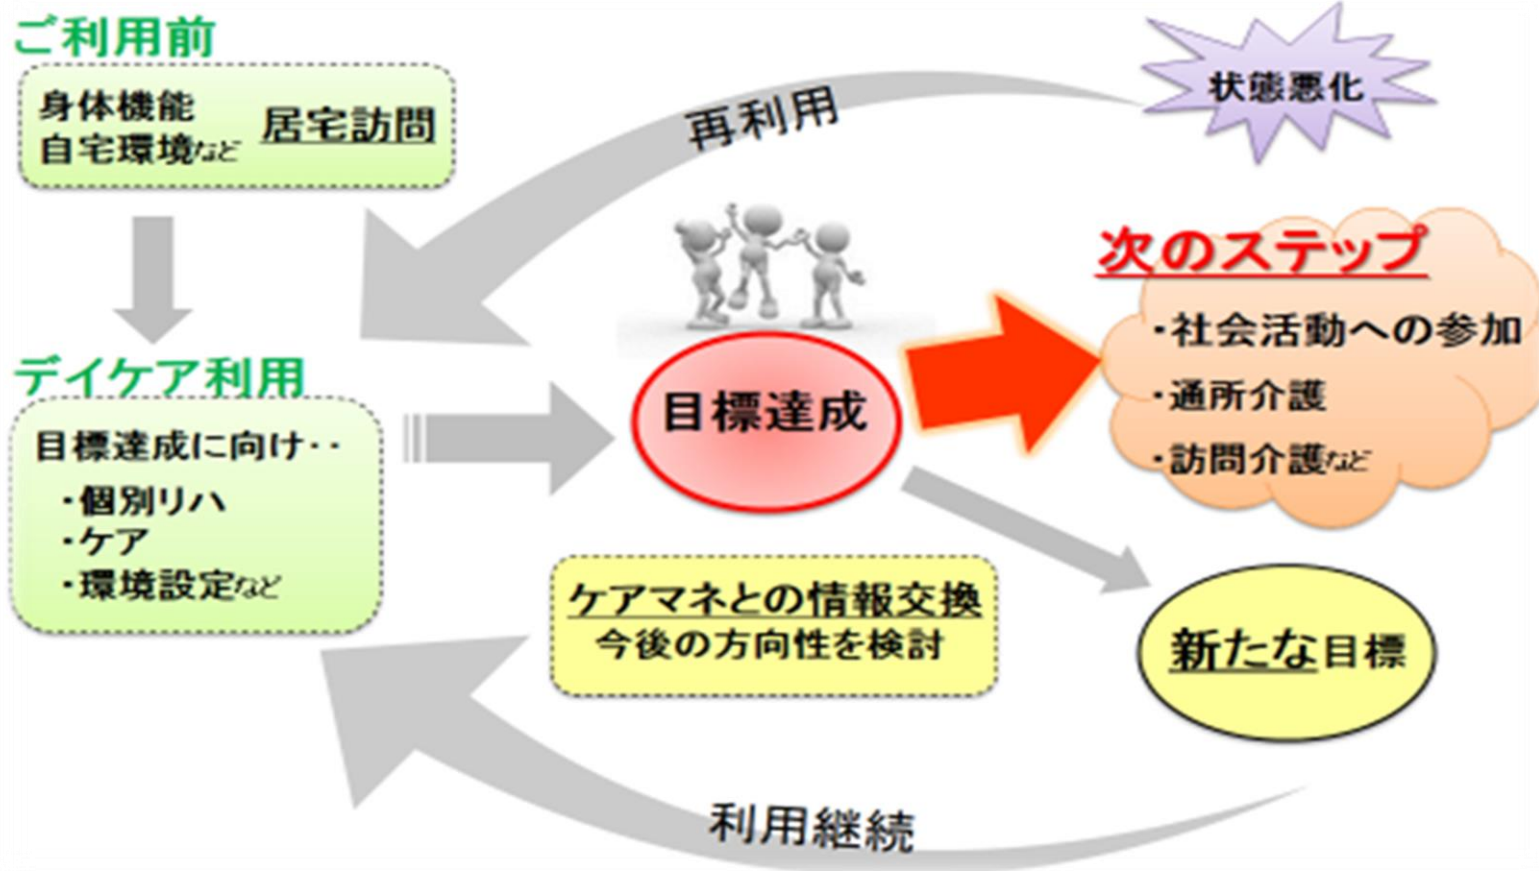 ご利用前
身体機能
自宅環境など
居宅訪問
再利用
状態悪化
次のステップ
・社会活動への参加
・通所介護
・訪問介護など
デイケア利用
目標達成に向け・・
・個別リハ
・ケア
・環境設定など
目標達成
ケアマネとの情報交換
今後の方向性を検討
新たな目標
利用継続